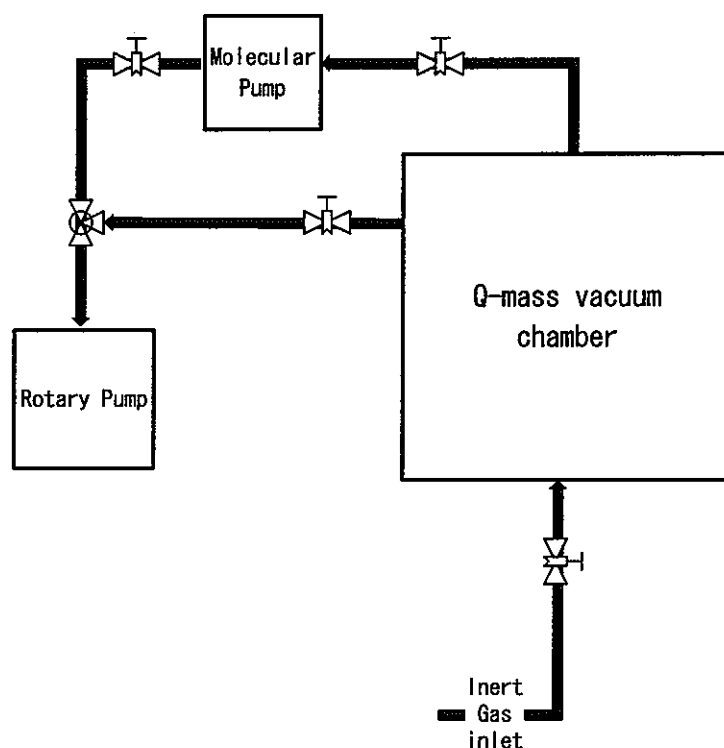 Molecular
Pump
Q-mass vacuum
chamber
Rotary Pump
Inert
Gas
inlet